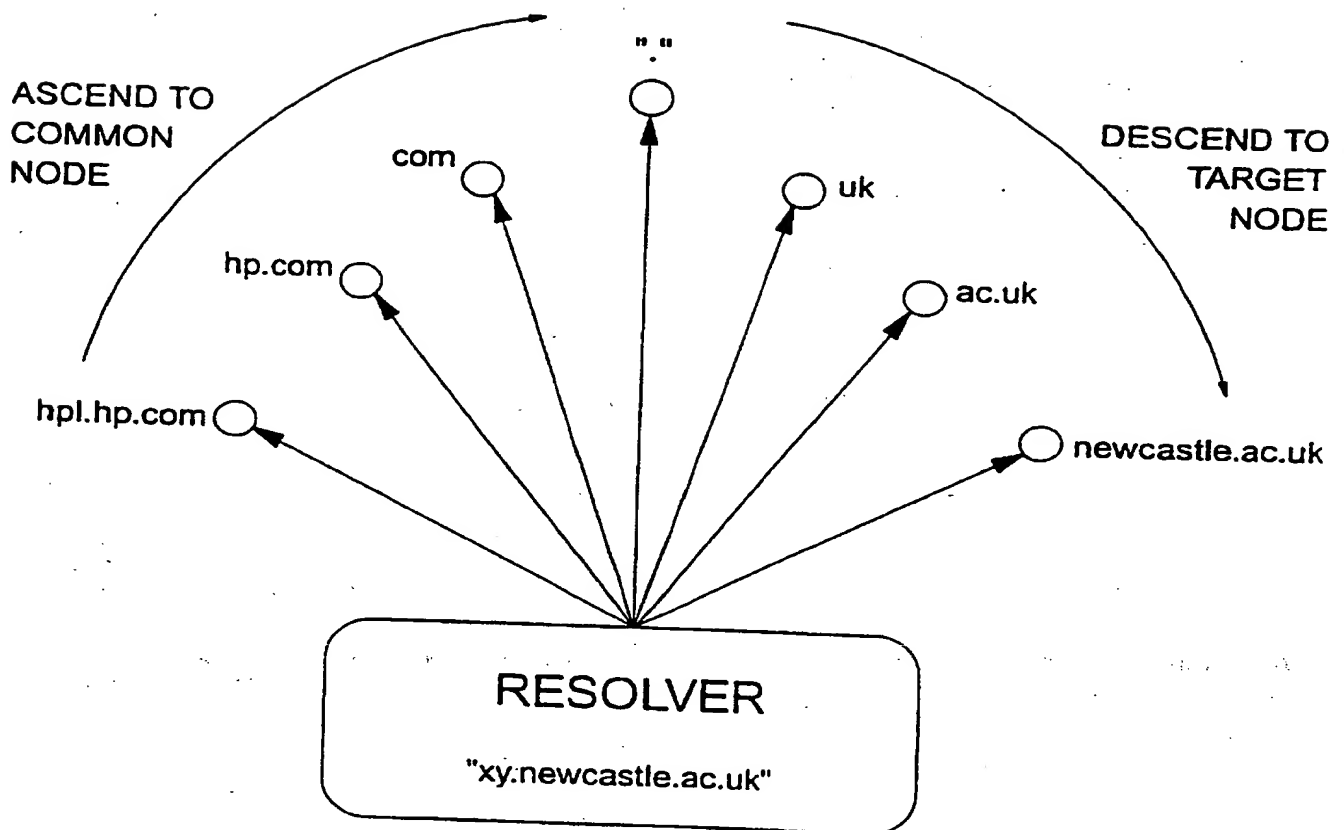 "."
ASCEND TO
COMMON
NODE
DESCEND TO
TARGET
NODE
com
uk
hp.com
ac.uk
hpl.hp.com
newcastle.ac.uk
RESOLVER
"xy.newcastle.ac.uk"